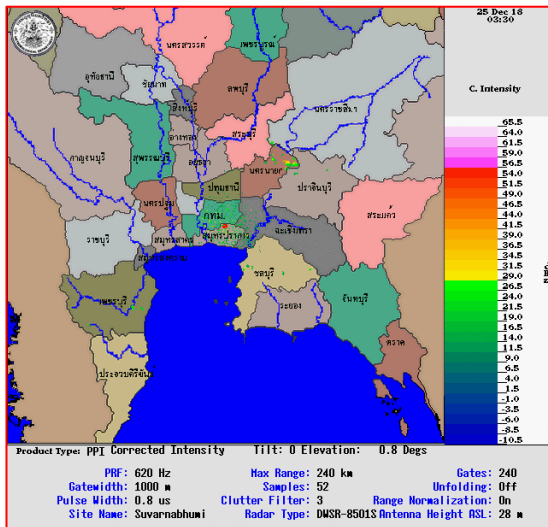 25 Dec 18
03:30
C. Intensity
นครสวรรค์
เพชรบูรณ์
อุทัยธานี
ชัยนาท
ลพบุรี
สิงห์บุรี
นครราชสีมา
อ่างทอง
สระบุรี
กาญจนบุรี
สุพรรณบุรี
อยุธยา
นครนายก
ปทุมธานี
ปราจีนบุรี
นครปฐม
กทม.
สระแก้ว
ฉะเชิงเทรา
ราชบุรี
สมุทรสาคร
สมุทรปราการ
ชลบุรี
เพชรบุรี
จันทบุรี
ระยอง
ตราด
ประจวบคีรีขันธ์
65.5
64.0
61.5
59.0
56.5
54.0
51.5
49.0
46.5
44.0
41.5
39.0
36.5
34.0
31.5
29.0
26.5
24.0
21.5
19.0
16.5
14.0
11.5
9.0
6.5
4.0
1.5
-1.0
-3.5
-6.0
-8.5
-10.5
Product Type: PPI Corrected Intensity Tilt: 0 Elevation: 0.8 Degs
PRF: 620 Hz Max Range: 240 km Gates: 240
Gatewidth: 1000 m Samples: 52 Unfolding: Off
Pulse Width: 0.8 us Clutter Filter: 3 Range Normalization: On
Site Name: Suvarnabhumi Radar Type: DWSR-8501S Antenna Height ASL: 28 m